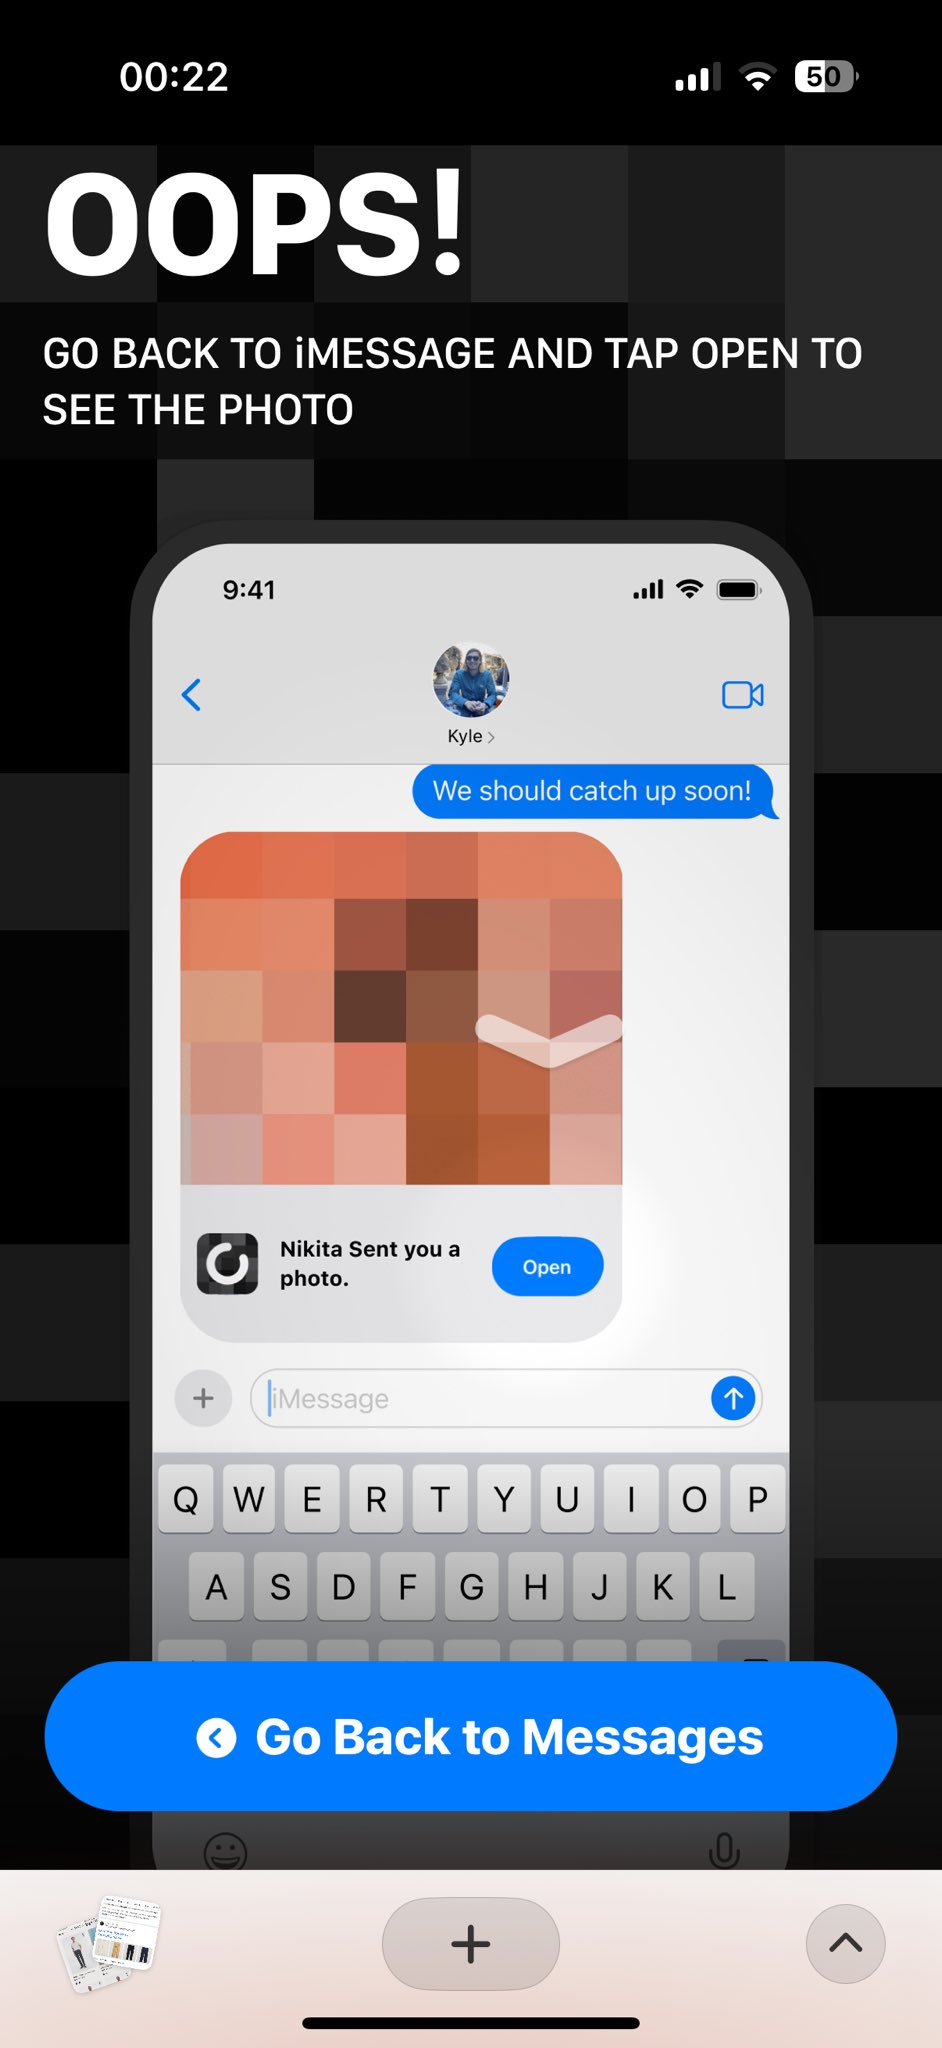 00:22
50
OOPS!
GO BACK TO iMESSAGE AND TAP OPEN TO
SEE THE PHOTO
9:41
Kyle
We should catch up soon!
Nikita Sent you a
photo.
Open
iMessage
Q W E R T Y U I O P
A S D F G H J K L
Go Back to Messages